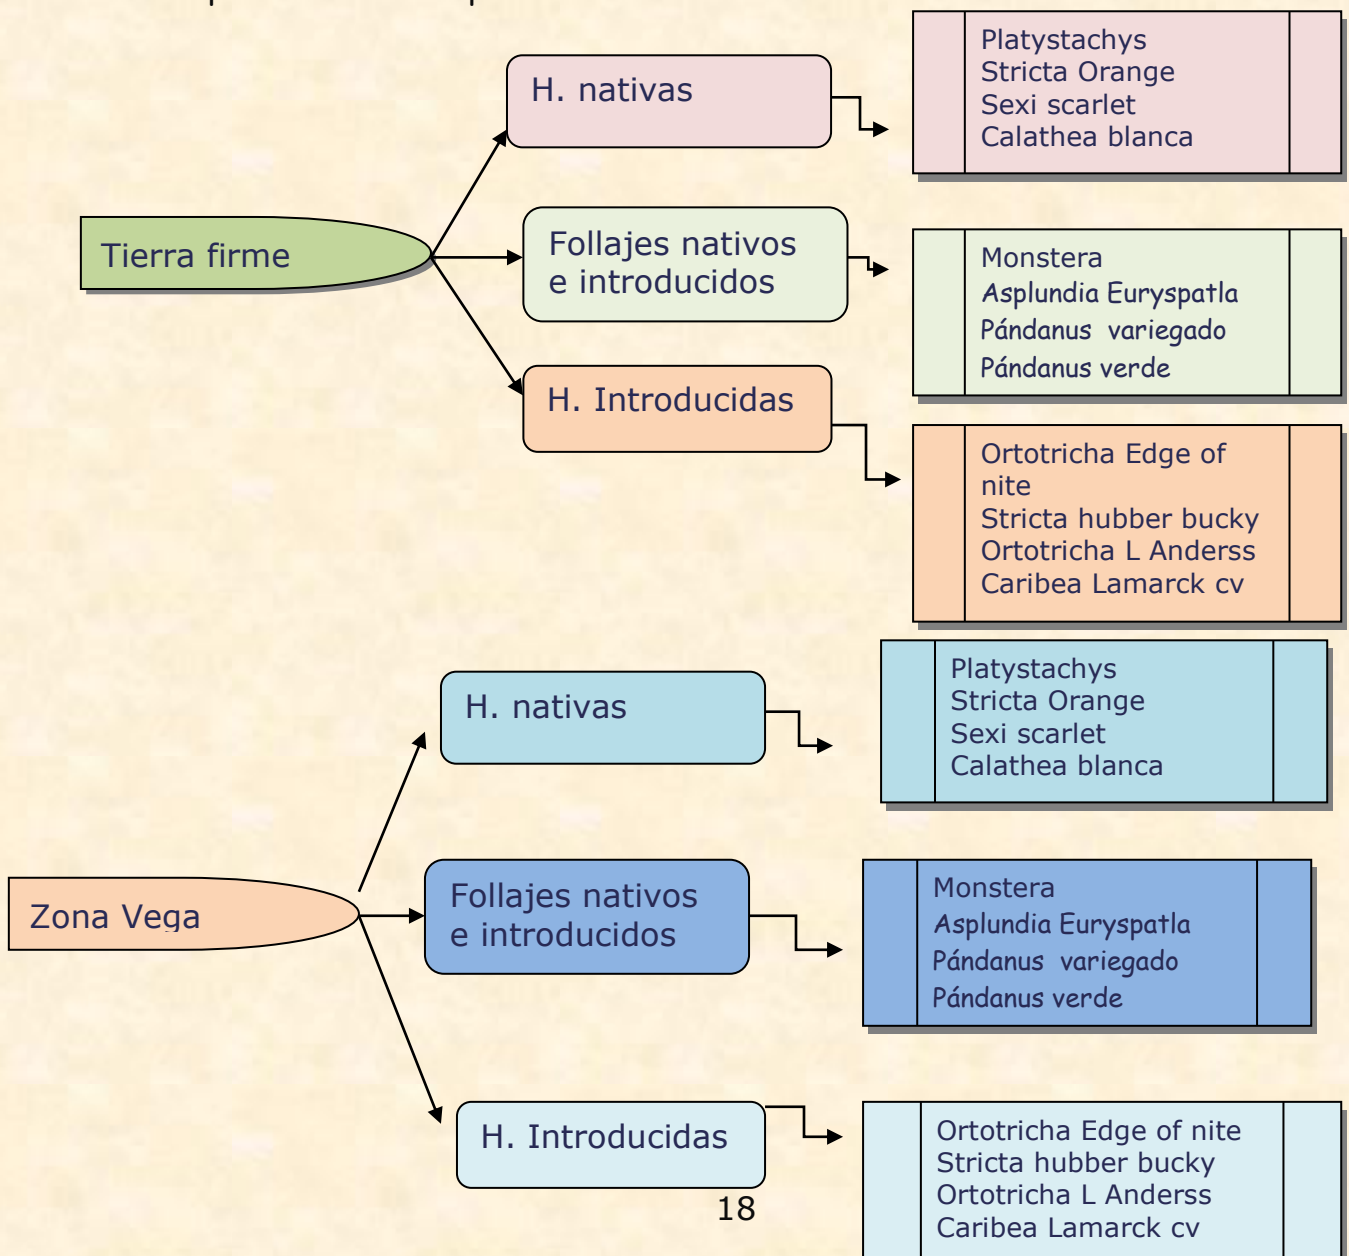 H. nativas
Platystachys
Stricta Orange
Sexi scarlet
Calathea blanca
Tierra firme
Follajes nativos
e introducidos
Monstera
Asplundia Euryspatla
Pándanus variegado
Pándanus verde
H. Introducidas
Ortotricha Edge of
nite
Stricta hubber bucky
Ortotricha L Anderss
Caribea Lamarck cv
H. nativas
Platystachys
Stricta Orange
Sexi scarlet
Calathea blanca
Zona Vega
Follajes nativos
e introducidos
Monstera
Asplundia Euryspatla
Pándanus variegado
Pándanus verde
H. Introducidas
Ortotricha Edge of nite
Stricta hubber bucky
Ortotricha L Anderss
Caribea Lamarck cv
18